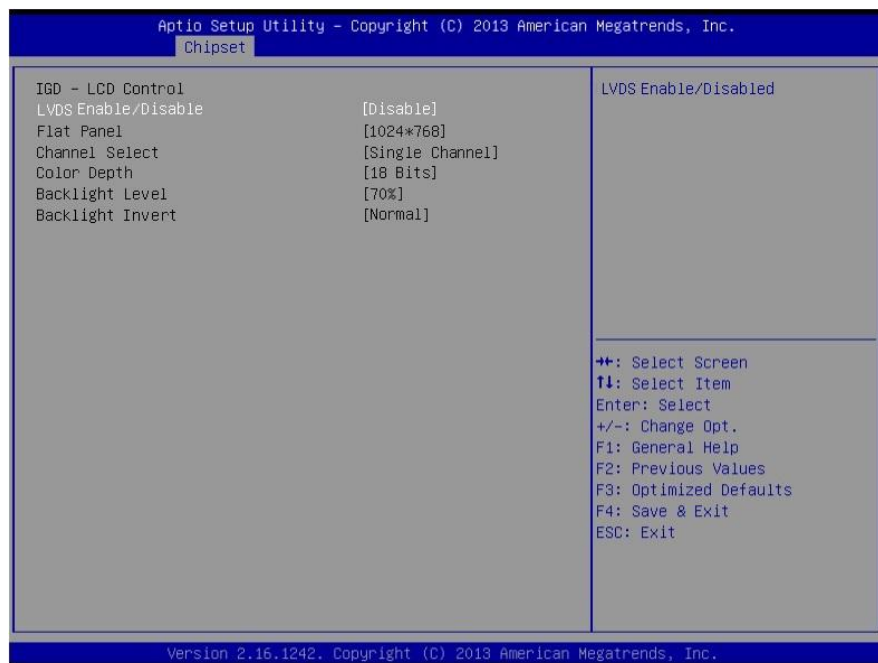 Aptio Setup Utility – Copyright (C) 2013 American Megatrends, Inc.
Chipset
IGD - LCD Control
LVDS Enable/Disable [Disable]
Flat Panel [1024*768]
Channel Select [Single Channel]
Color Depth [18 Bits]
Backlight Level [70%]
Backlight Invert [Normal]
LVDS Enable/Disabled
→←: Select Screen
↑↓: Select Item
Enter: Select
+/-: Change Opt.
F1: General Help
F2: Previous Values
F3: Optimized Defaults
F4: Save & Exit
ESC: Exit
Version 2.16.1242. Copyright (C) 2013 American Megatrends, Inc.